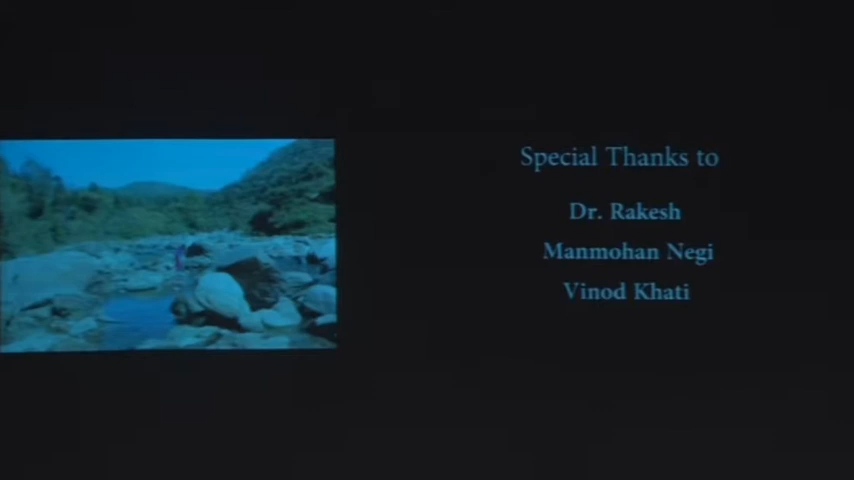 Special Thanks to
Dr. Rakesh
Manmohan Negi
Vinod Khati